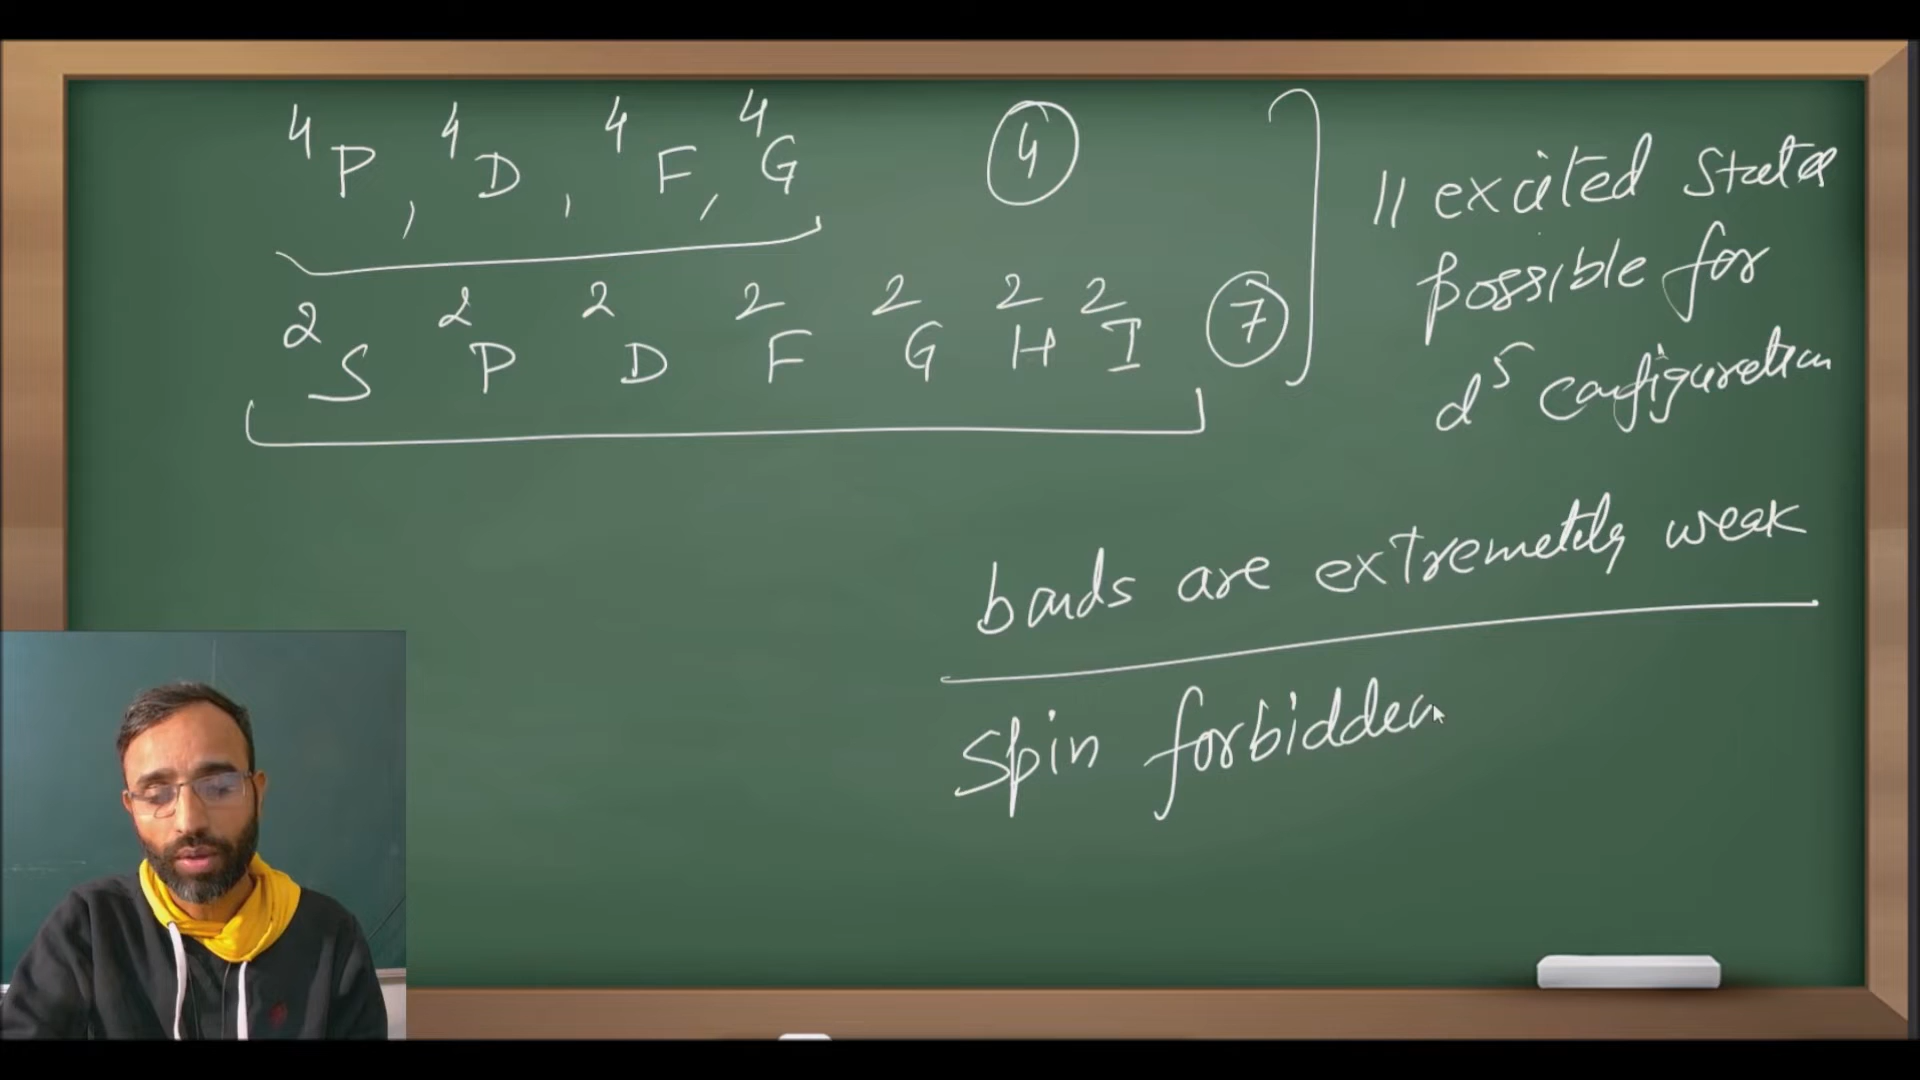 ⁴P, ⁴D, ⁴F, ⁴G ④
²S ²P ²D ²F ²G ²H ²I ⑦
11 excited states
possible for
d⁵ configuration
bands are extremetely weak
Spin forbidden